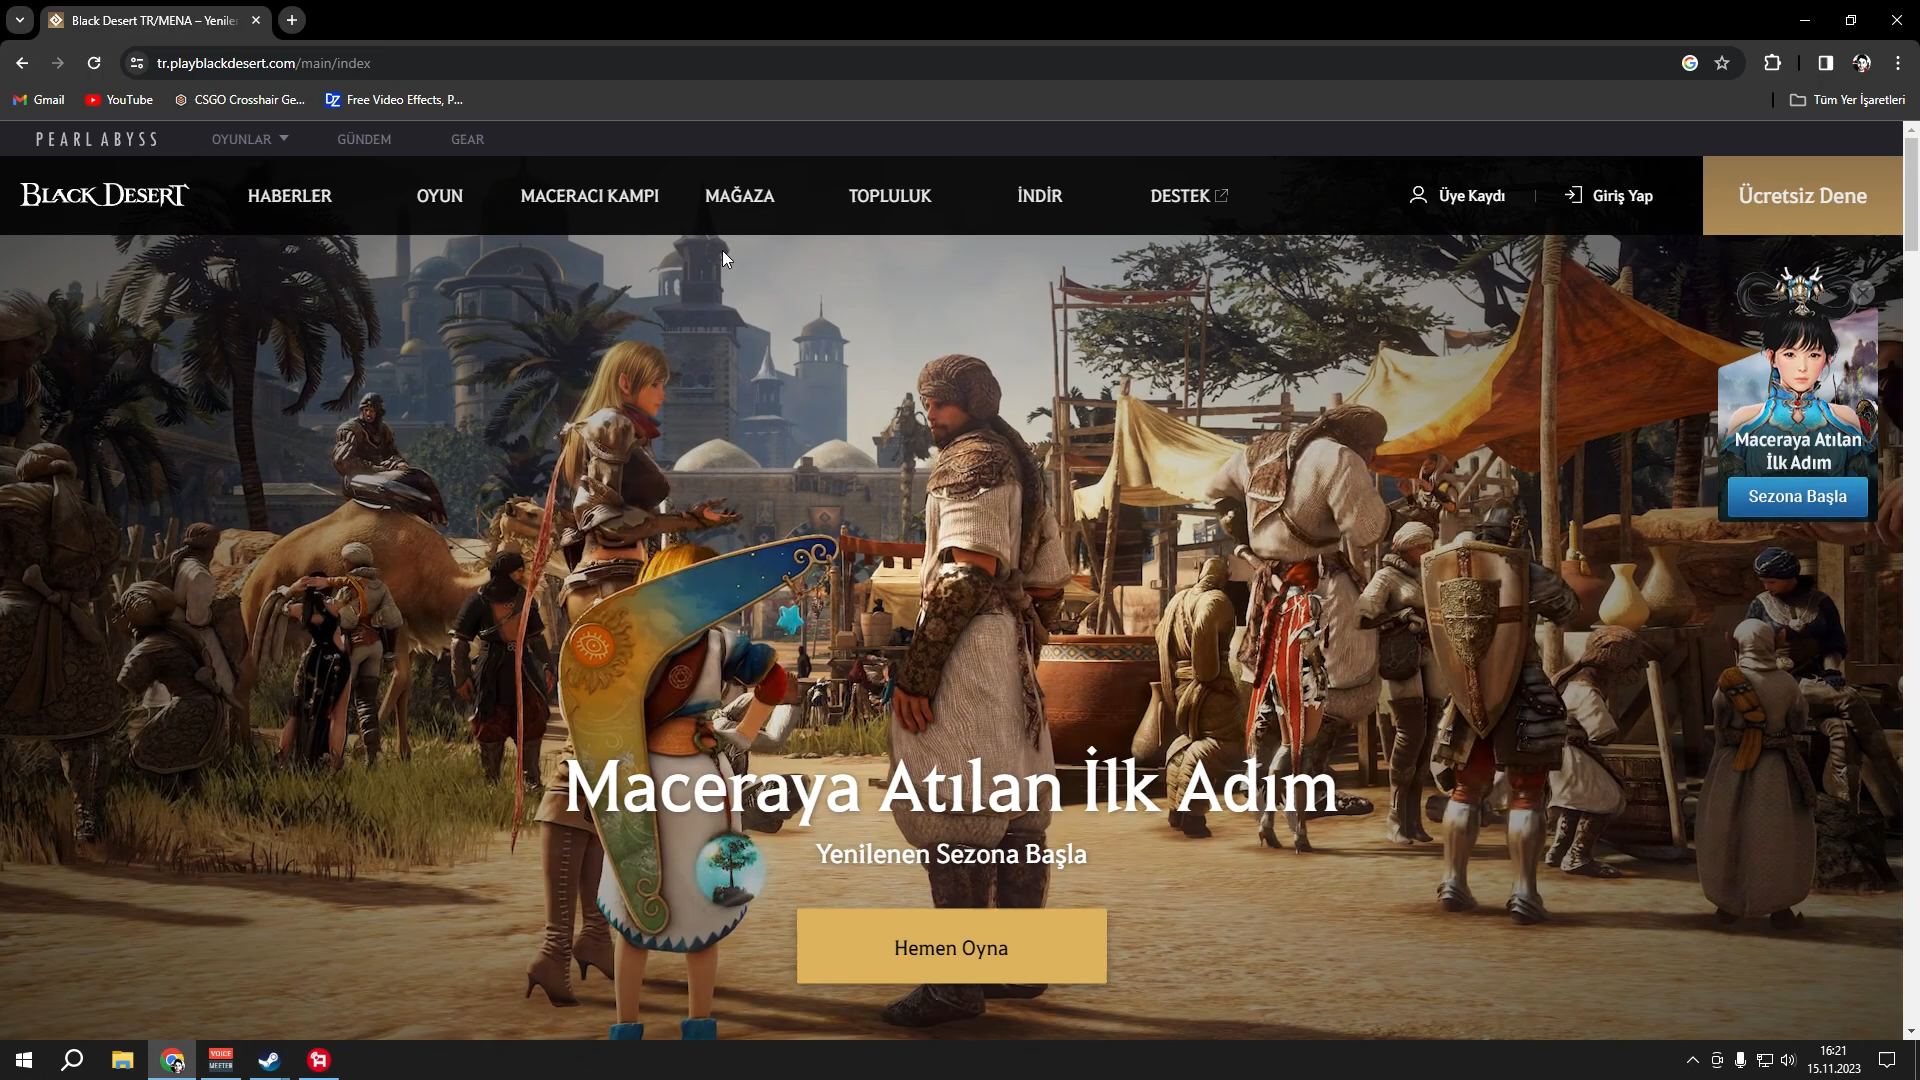 Black Desert TR/MENA – Yenile
tr.playblackdesert.com/main/index
Gmail
YouTube
CSGO Crosshair Ge...
Free Video Effects, P...
Tüm Yer İşaretleri
PEARL ABYSS
OYUNLAR
GÜNDEM
GEAR
BLACK DESERT
HABERLER
OYUN
MACERACI KAMPI
MAĞAZA
TOPLULUK
İNDİR
DESTEK
Üye Kaydı
Giriş Yap
Ücretsiz Dene
Maceraya Atılan
İlk Adım
Sezona Başla
Maceraya Atılan İlk Adım
Yenilenen Sezona Başla
Hemen Oyna
VOICE
MEETER
16:21
15.11.2023